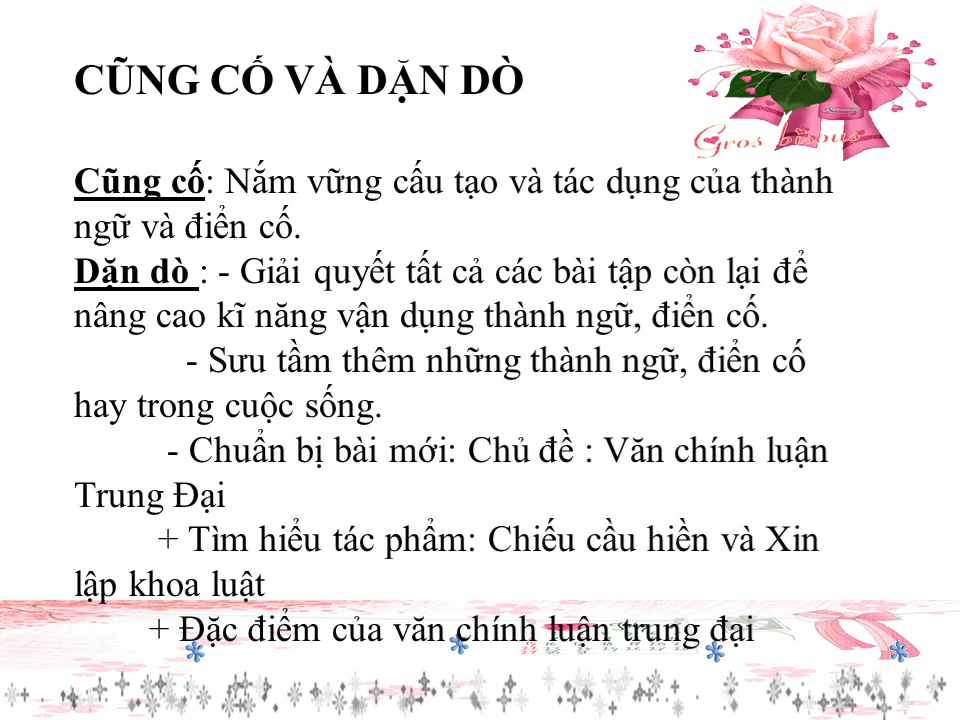 CŨNG CỐ VÀ DẶN DÒ
Gros bisous
Cũng cố: Nắm vững cấu tạo và tác dụng của thành
ngữ và điển cố.
Dặn dò : - Giải quyết tất cả các bài tập còn lại để
nâng cao kĩ năng vận dụng thành ngữ, điển cố.
- Sưu tầm thêm những thành ngữ, điển cố
hay trong cuộc sống.
- Chuẩn bị bài mới: Chủ đề : Văn chính luận
Trung Đại
+ Tìm hiểu tác phẩm: Chiếu cầu hiền và Xin
lập khoa luật
+ Đặc điểm của văn chính luận trung đại